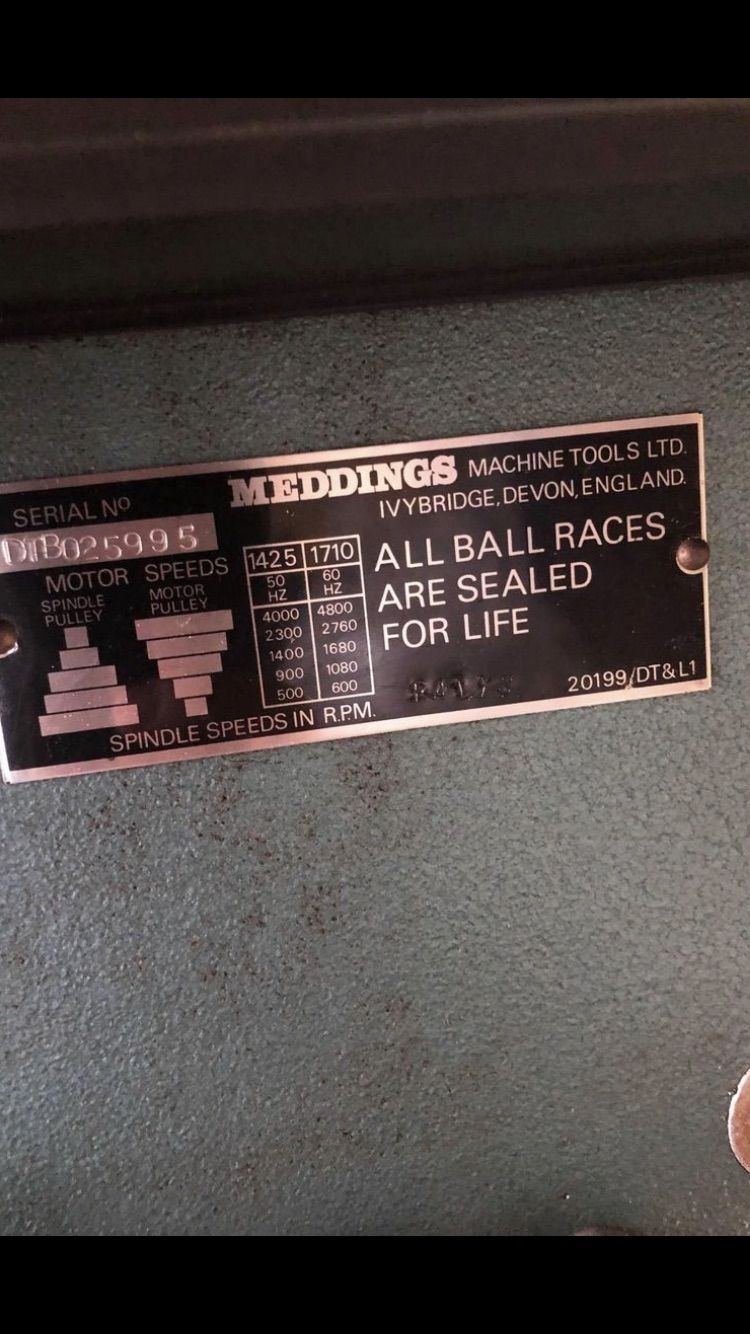 MEDDINGS MACHINE TOOLS LTD.
IVYBRIDGE, DEVON, ENGLAND.
SERIAL Nº
DTB025995
MOTOR SPEEDS
SPINDLE PULLEY
MOTOR PULLEY
1425 1710
50 HZ 60 HZ
4000 4800
2300 2760
1400 1680
900 1080
500 600
SPINDLE SPEEDS IN R.P.M.
ALL BALL RACES
ARE SEALED
FOR LIFE
20199/DT&L1